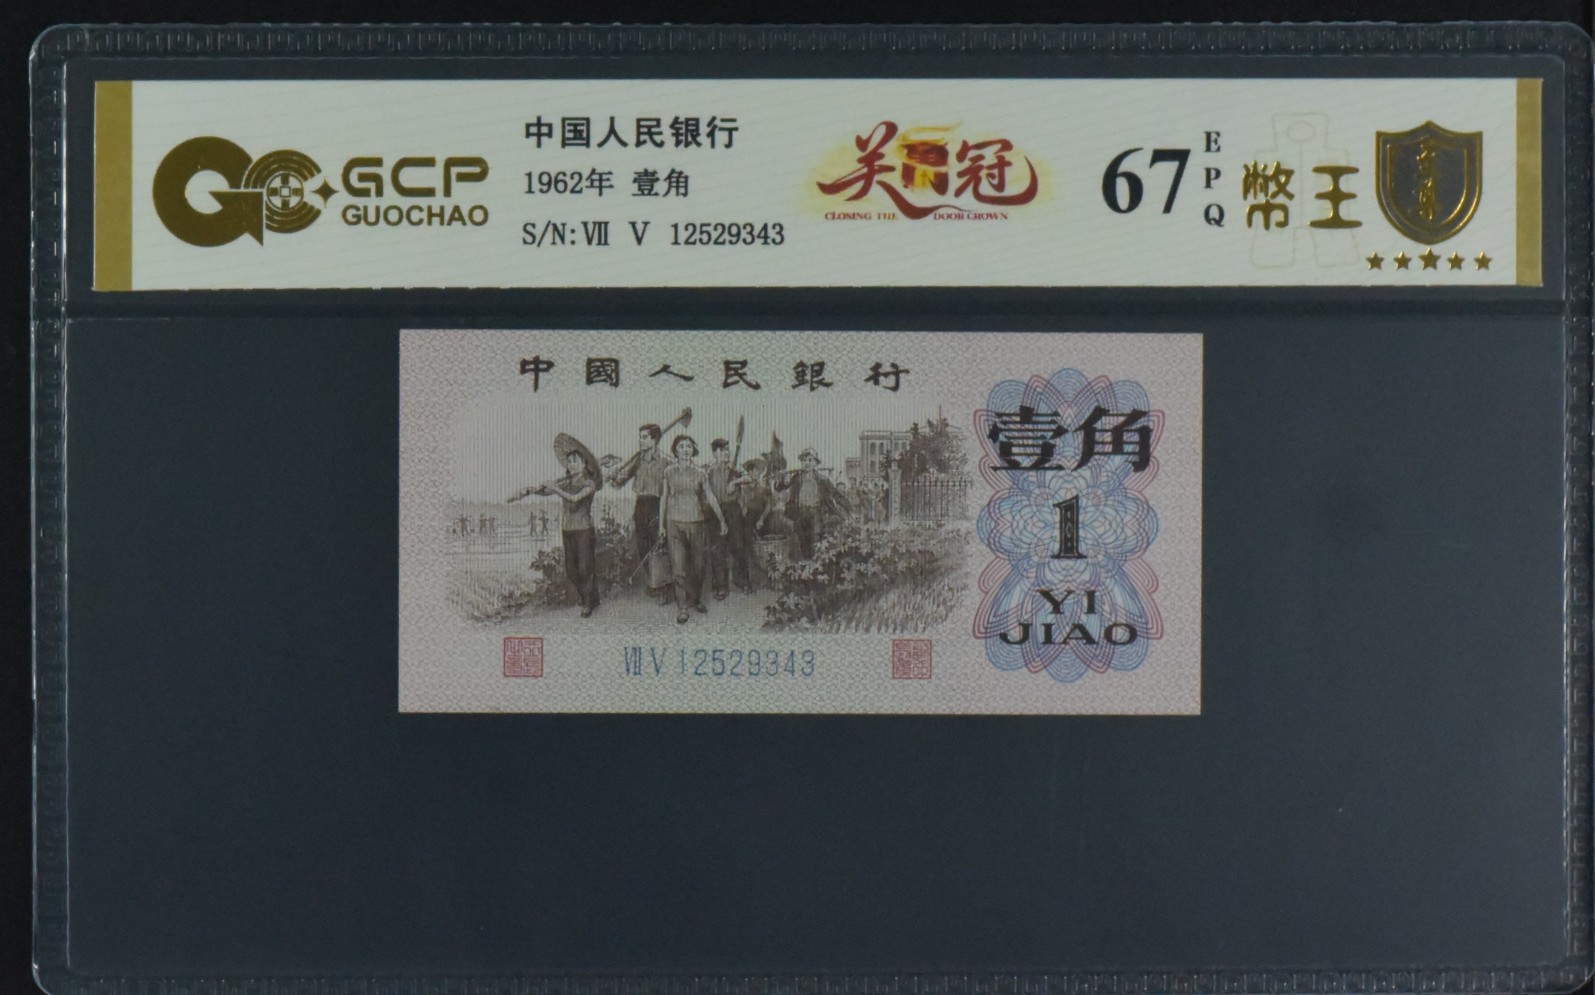 GCP
GUOCHAO
中国人民银行
1962年 壹角
S/N:Ⅶ Ⅴ 12529343
关门冠
CLOSING THE DOOR CROWN
67
EPQ
幣王
中國人民銀行
壹角
1
YI
JIAO
Ⅶ Ⅴ 12529343